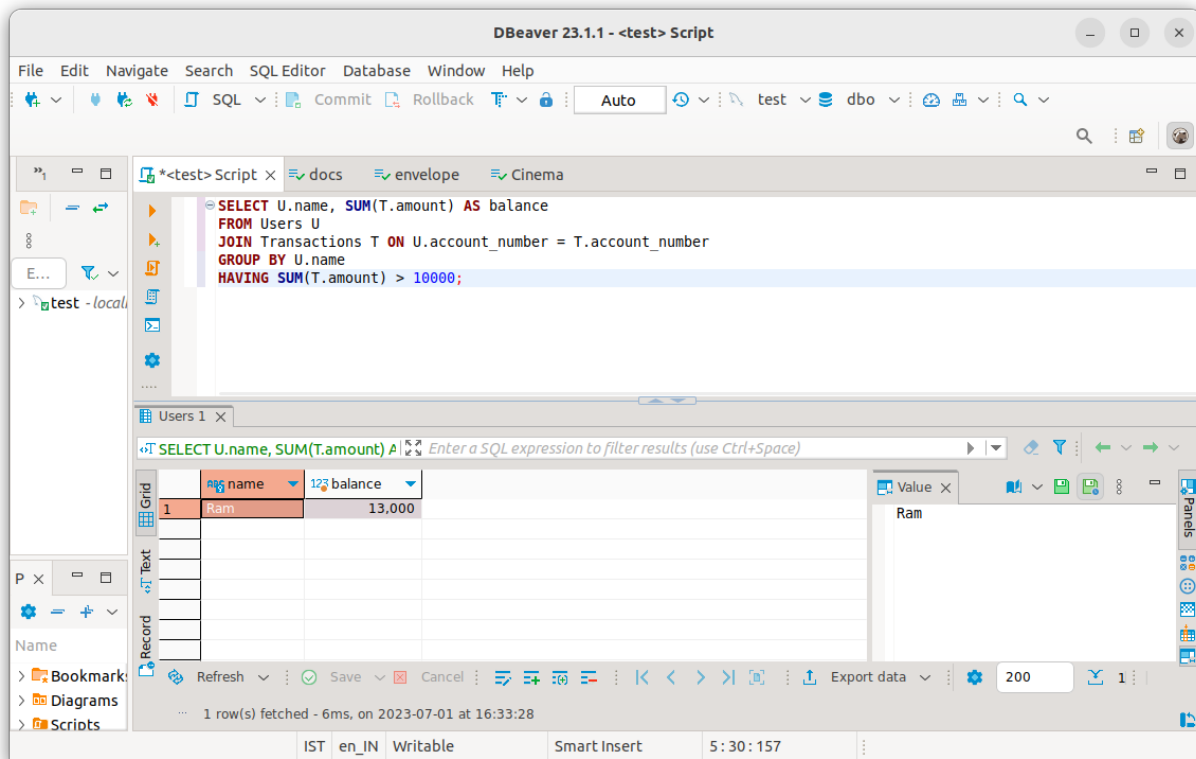 DBeaver 23.1.1 - <test> Script
File Edit Navigate Search SQL Editor Database Window Help
SQL Commit Rollback Auto test dbo
»1
*<test> Script docs envelope Cinema
SELECT U.name, SUM(T.amount) AS balance
FROM Users U
JOIN Transactions T ON U.account_number = T.account_number
GROUP BY U.name
HAVING SUM(T.amount) > 10000;
E...
test - locall
Users 1
SELECT U.name, SUM(T.amount) A Enter a SQL expression to filter results (use Ctrl+Space)
Grid
Text
Record
name 123 balance
1 Ram 13,000
Value
Ram
Panels
P
Name
Bookmark
Diagrams
Scripts
Refresh Save Cancel Export data 200 1
1 row(s) fetched - 6ms, on 2023-07-01 at 16:33:28
IST en_IN Writable Smart Insert 5:30:157